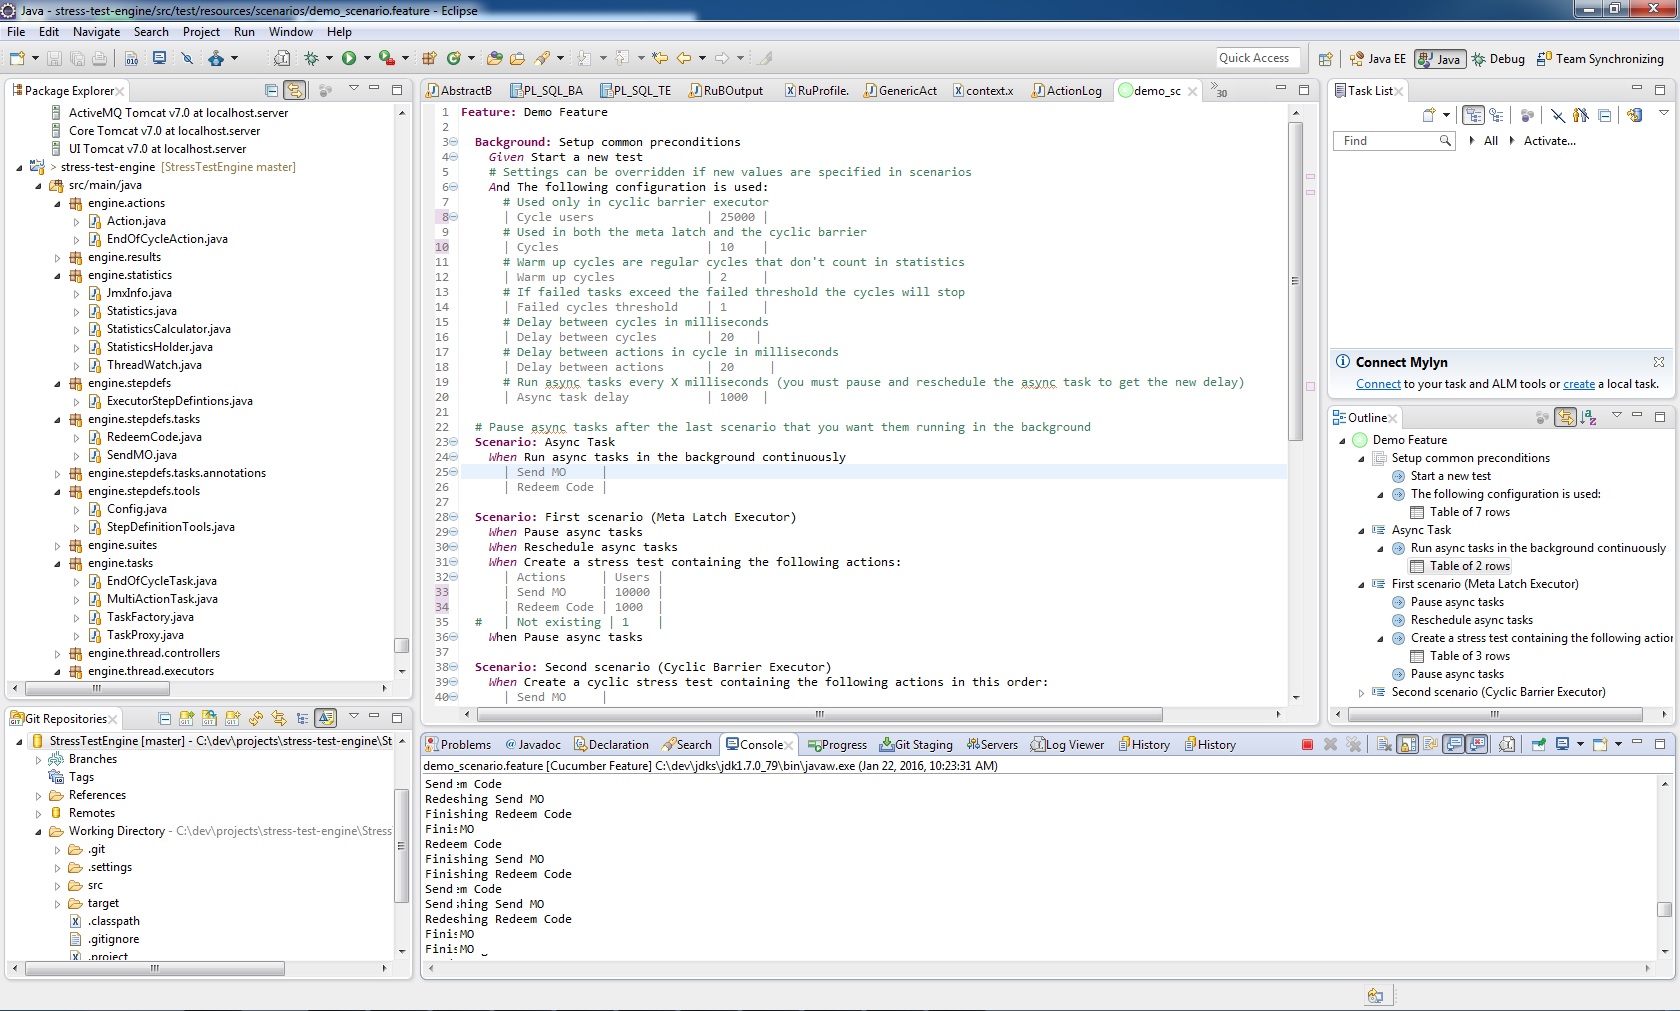 Java - stress-test-engine/src/test/resources/scenarios/demo_scenario.feature - Eclipse
File Edit Navigate Search Project Run Window Help
Quick Access
Java EE
Java
Debug
Team Synchronizing
Package Explorer
ActiveMQ Tomcat v7.0 at localhost.server
Core Tomcat v7.0 at localhost.server
UI Tomcat v7.0 at localhost.server
> stress-test-engine [StressTestEngine master]
src/main/java
engine.actions
Action.java
EndOfCycleAction.java
engine.results
engine.statistics
JmxInfo.java
Statistics.java
StatisticsCalculator.java
StatisticsHolder.java
ThreadWatch.java
engine.stepdefs
ExecutorStepDefintions.java
engine.stepdefs.tasks
RedeemCode.java
SendMO.java
engine.stepdefs.tasks.annotations
engine.stepdefs.tools
Config.java
StepDefinitionTools.java
engine.suites
engine.tasks
EndOfCycleTask.java
MultiActionTask.java
TaskFactory.java
TaskProxy.java
engine.thread.controllers
engine.thread.executors
AbstractB PL_SQL_BA PL_SQL_TE RuBOutput RuProfile. GenericAct context.x ActionLog demo_sc »30
1 Feature: Demo Feature
2
3 Background: Setup common preconditions
4 Given Start a new test
5 # Settings can be overridden if new values are specified in scenarios
6 And The following configuration is used:
7 # Used only in cyclic barrier executor
8 | Cycle users | 25000 |
9 # Used in both the meta latch and the cyclic barrier
10 | Cycles | 10 |
11 # Warm up cycles are regular cycles that don't count in statistics
12 | Warm up cycles | 2 |
13 # If failed tasks exceed the failed threshold the cycles will stop
14 | Failed cycles threshold | 1 |
15 # Delay between cycles in milliseconds
16 | Delay between cycles | 20 |
17 # Delay between actions in cycle in milliseconds
18 | Delay between actions | 20 |
19 # Run async tasks every X milliseconds (you must pause and reschedule the async task to get the new delay)
20 | Async task delay | 1000 |
21
22 # Pause async tasks after the last scenario that you want them running in the background
23 Scenario: Async Task
24 When Run async tasks in the background continuously
25 | Send MO |
26 | Redeem Code |
27
28 Scenario: First scenario (Meta Latch Executor)
29 When Pause async tasks
30 When Reschedule async tasks
31 When Create a stress test containing the following actions:
32 | Actions | Users |
33 | Send MO | 10000 |
34 | Redeem Code | 1000 |
35 # | Not existing | 1 |
36 When Pause async tasks
37
38 Scenario: Second scenario (Cyclic Barrier Executor)
39 When Create a cyclic stress test containing the following actions in this order:
40 | Send MO |
Task List
Find
All
Activate...
Connect Mylyn
Connect to your task and ALM tools or create a local task.
Outline
Demo Feature
Setup common preconditions
Start a new test
The following configuration is used:
Table of 7 rows
Async Task
Run async tasks in the background continuously
Table of 2 rows
First scenario (Meta Latch Executor)
Pause async tasks
Reschedule async tasks
Create a stress test containing the following action
Table of 3 rows
Pause async tasks
Second scenario (Cyclic Barrier Executor)
Git Repositories
StressTestEngine [master] - C:\dev\projects\stress-test-engine\St
Branches
Tags
References
Remotes
Working Directory - C:\dev\projects\stress-test-engine\Stress
.git
.settings
src
target
.classpath
.gitignore
.project
Problems @ Javadoc Declaration Search Console Progress Git Staging Servers Log Viewer History History
demo_scenario.feature [Cucumber Feature] C:\dev\jdks\jdk1.7.0_79\bin\javaw.exe (Jan 22, 2016, 10:23:31 AM)
Send m Code
Redeshing Send MO
Finishing Redeem Code
Finis MO
Redeem Code
Finishing Send MO
Finishing Redeem Code
Send m Code
Send hing Send MO
Redeshing Redeem Code
Finis MO
Finis MO